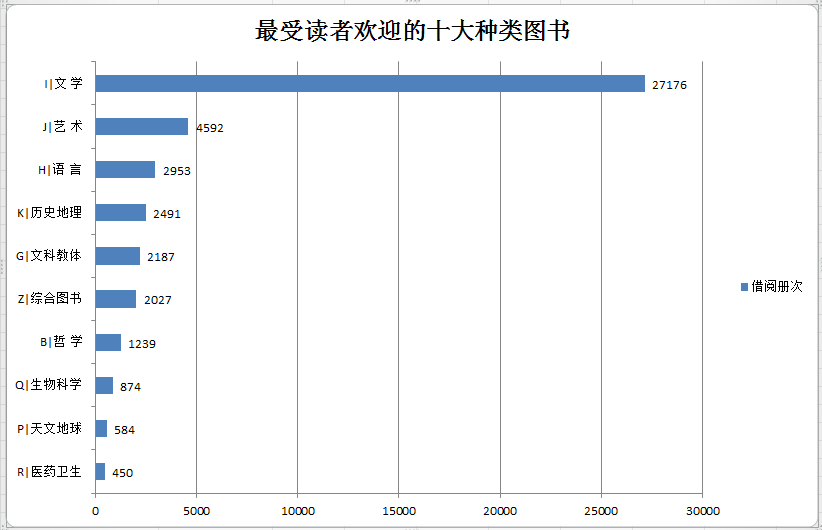 最受读者欢迎的十大种类图书
I|文 学
27176
J|艺 术
4592
H|语 言
2953
K|历史地理
2491
G|文科教体
2187
Z|综合图书
2027
B|哲 学
1239
Q|生物科学
874
P|天文地球
584
R|医药卫生
450
借阅册次
0 5000 10000 15000 20000 25000 30000